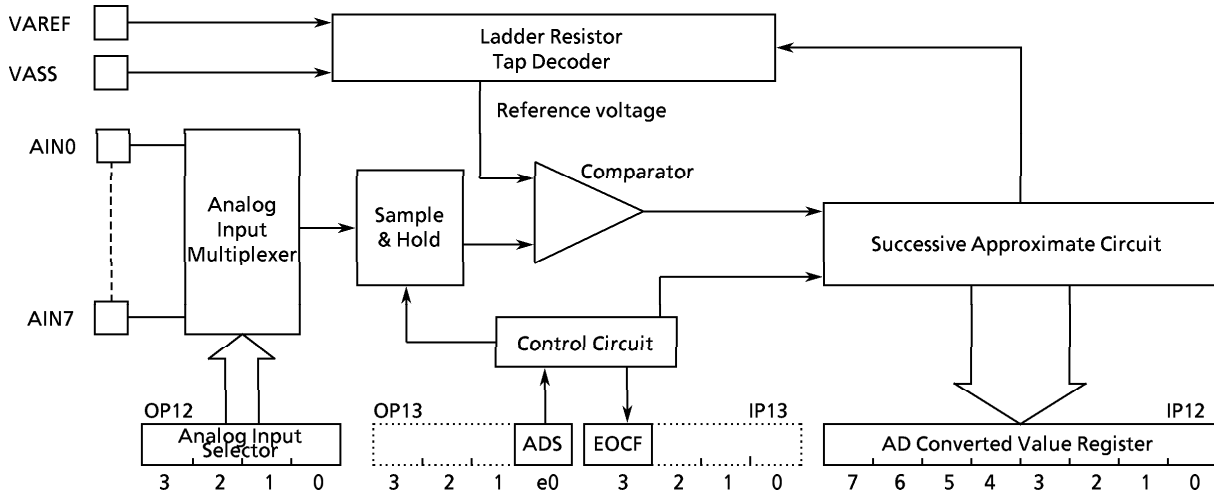 VAREF
Ladder Resistor
Tap Decoder
VASS
Reference voltage
AIN0
Comparator
Analog
Input
Multiplexer
Sample
& Hold
Successive Approximate Circuit
AIN7
Control Circuit
OP12
OP13
IP13
IP12
Analog Input
Selector
ADS
EOCF
AD Converted Value Register
3 2 1 0
3 2 1 e0
3 2 1 0
7 6 5 4 3 2 1 0